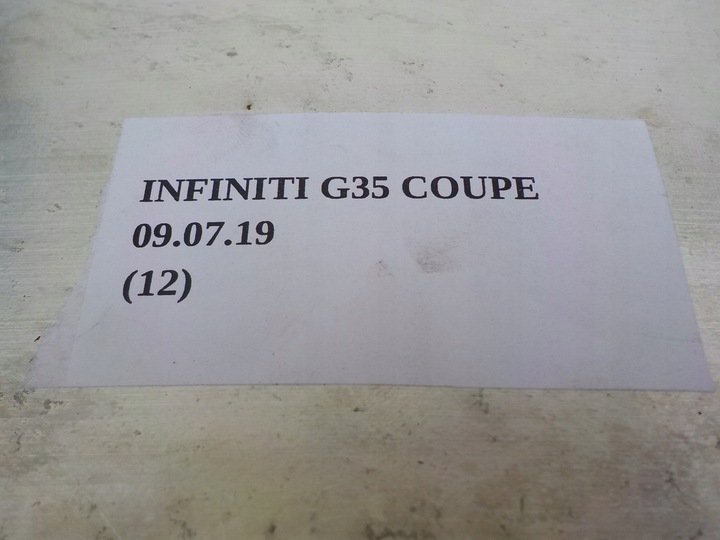 INFINITI G35 COUPE
09.07.19
(12)